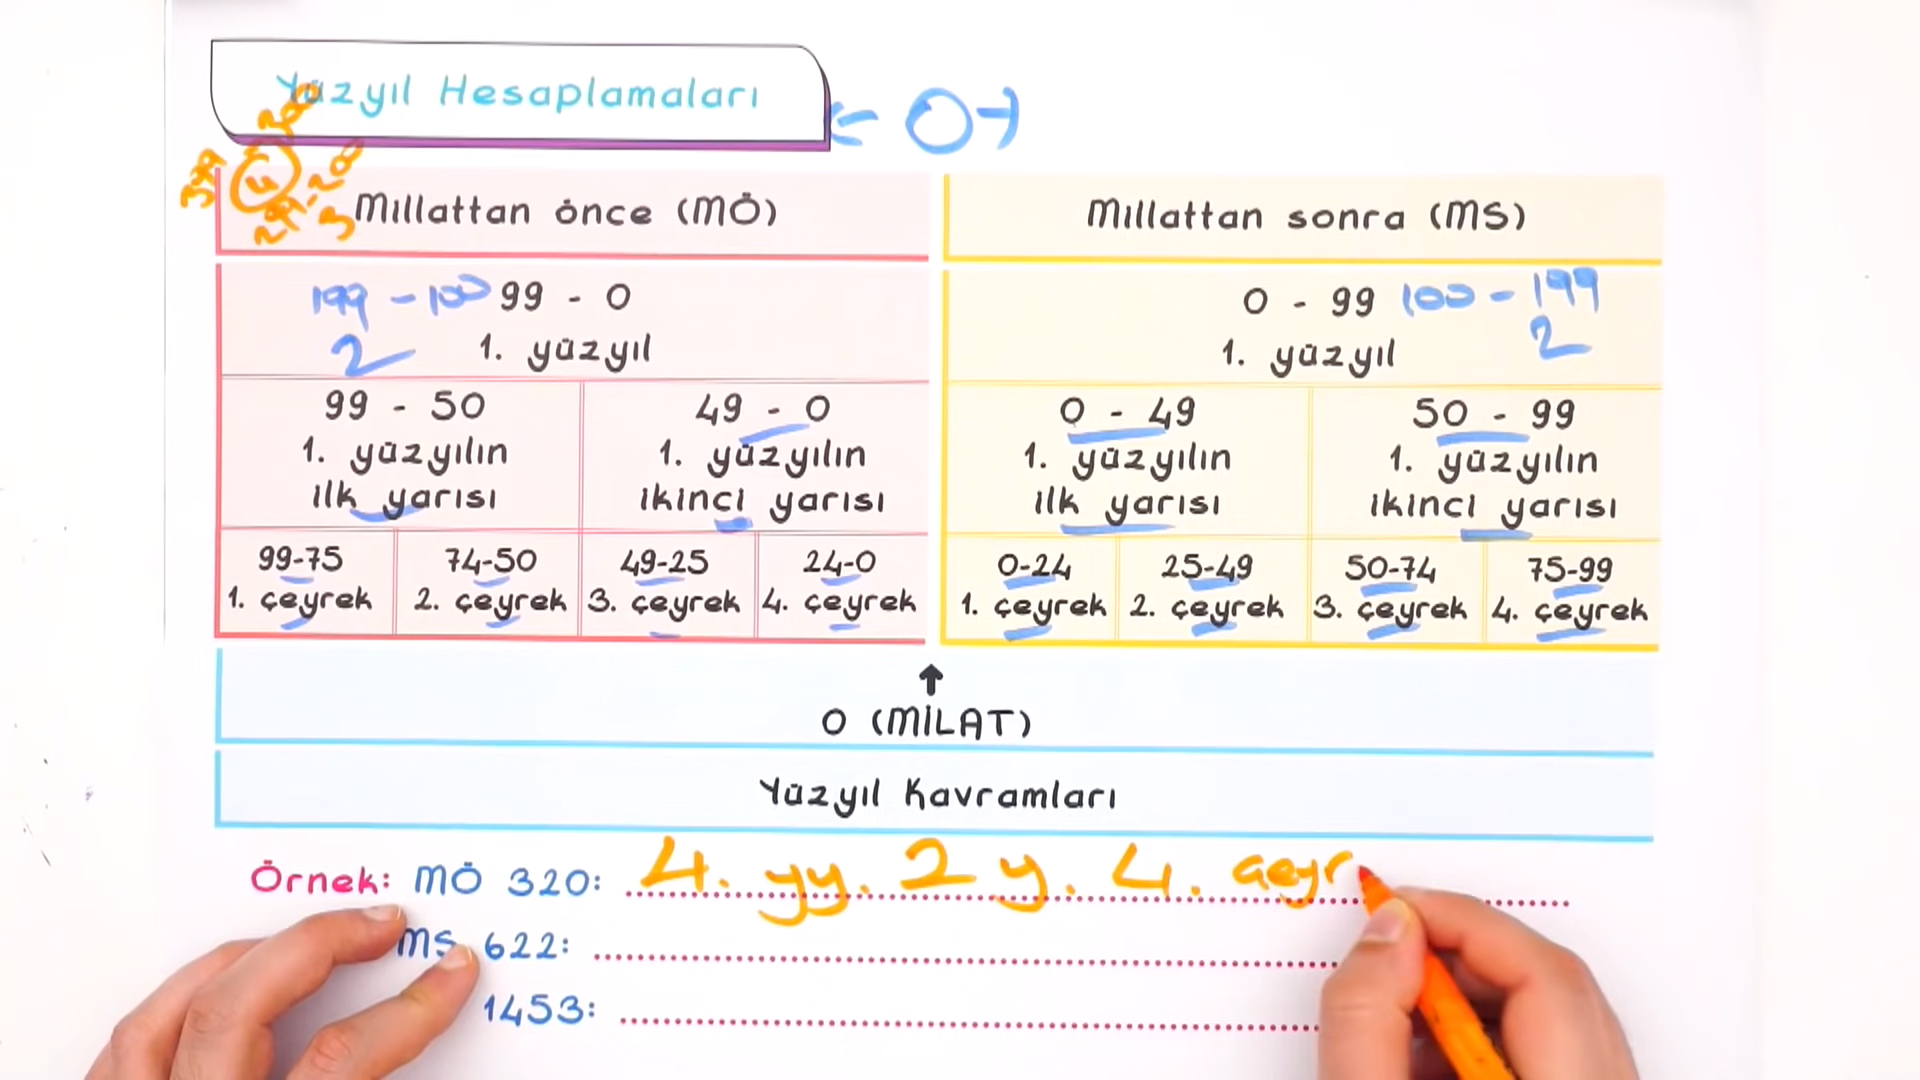 Yüzyıl Hesaplamaları
Millattan önce (MÖ)
199 - 100 99 - 0
2 1. yüzyıl
99 - 50
1. yüzyılın
ilk yarısı
49 - 0
1. yüzyılın
ikinci yarısı
99-75
1. çeyrek
74-50
2. çeyrek
49-25
3. çeyrek
24-0
4. çeyrek
Millattan sonra (MS)
0 - 99 100 - 199
1. yüzyıl 2
0 - 49
1. yüzyılın
ilk yarısı
50 - 99
1. yüzyılın
ikinci yarısı
0-24
1. çeyrek
25-49
2. çeyrek
50-74
3. çeyrek
75-99
4. çeyrek
0 (MİLAT)
Yüzyıl Kavramları
Örnek: MÖ 320: 4. yy. 2 y. 4. çeyr
MS 622:
1453: